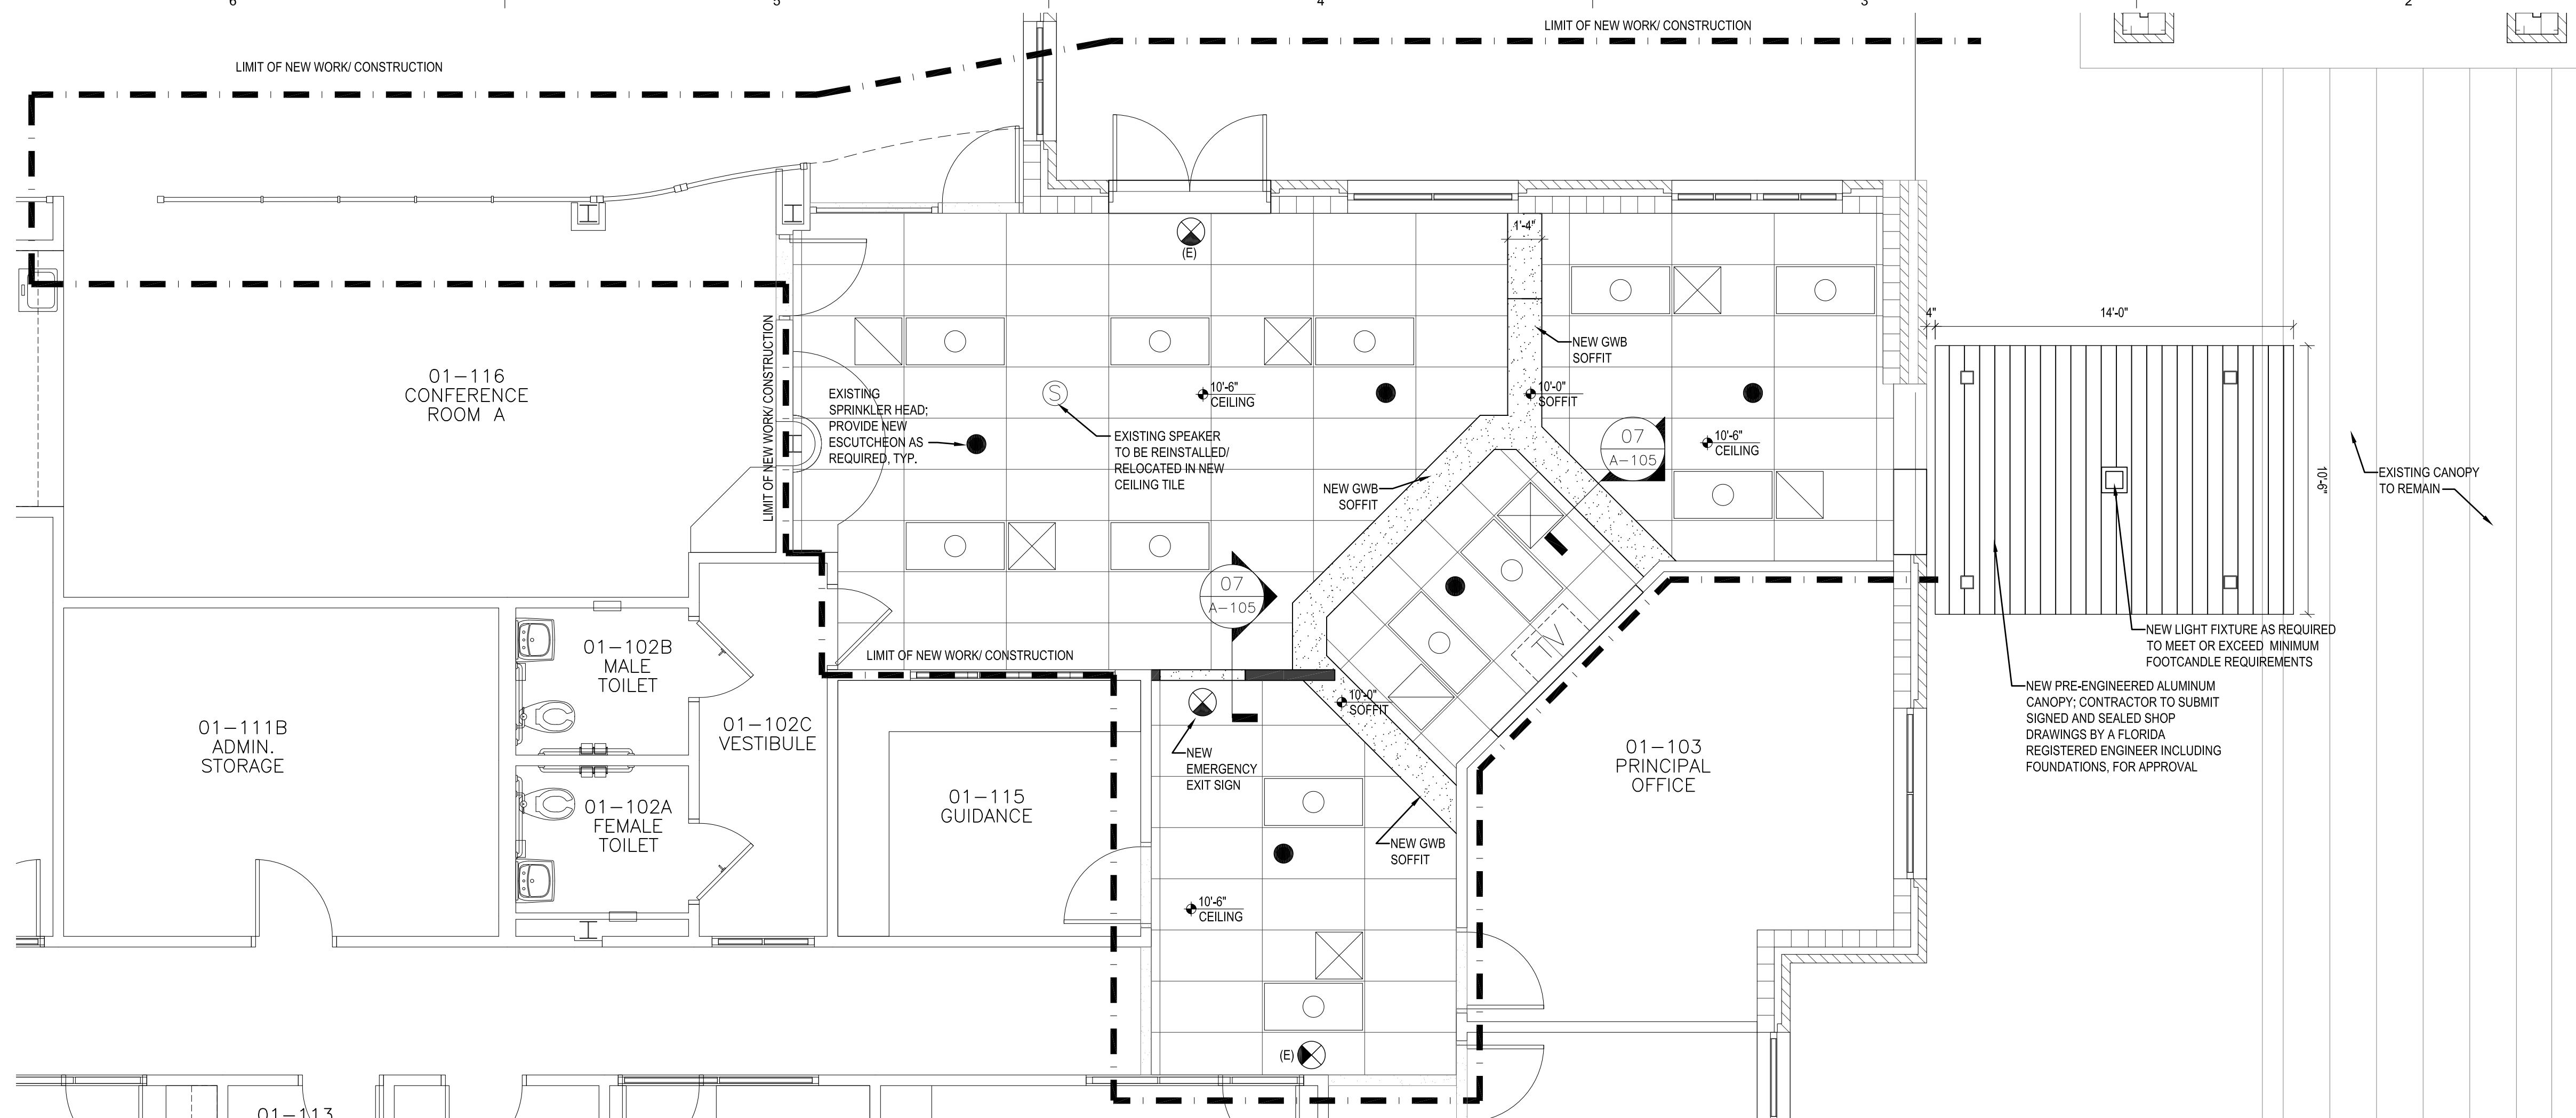 6
5
4
3
2
LIMIT OF NEW WORK/ CONSTRUCTION
LIMIT OF NEW WORK/ CONSTRUCTION
(E)
1'-4"
NEW GWB
SOFFIT
4"
14'-0"
10'-6"
LIMIT OF NEW WORK/ CONSTRUCTION
01-116
CONFERENCE
ROOM A
EXISTING
SPRINKLER HEAD;
PROVIDE NEW
ESCUTCHEON AS
REQUIRED, TYP.
S
EXISTING SPEAKER
TO BE REINSTALLED/
RELOCATED IN NEW
CEILING TILE
10'-6"
CEILING
10'-0"
SOFFIT
07
A-105
10'-6"
CEILING
NEW GWB
SOFFIT
EXISTING CANOPY
TO REMAIN
07
A-105
TV
NEW LIGHT FIXTURE AS REQUIRED
TO MEET OR EXCEED MINIMUM
FOOTCANDLE REQUIREMENTS
NEW PRE-ENGINEERED ALUMINUM
CANOPY; CONTRACTOR TO SUBMIT
SIGNED AND SEALED SHOP
DRAWINGS BY A FLORIDA
REGISTERED ENGINEER INCLUDING
FOUNDATIONS, FOR APPROVAL
LIMIT OF NEW WORK/ CONSTRUCTION
01-102B
MALE
TOILET
10'-0"
SOFFIT
01-111B
ADMIN.
STORAGE
01-102C
VESTIBULE
NEW
EMERGENCY
EXIT SIGN
01-103
PRINCIPAL
OFFICE
01-102A
FEMALE
TOILET
01-115
GUIDANCE
NEW GWB
SOFFIT
10'-6"
CEILING
(E)
01-113